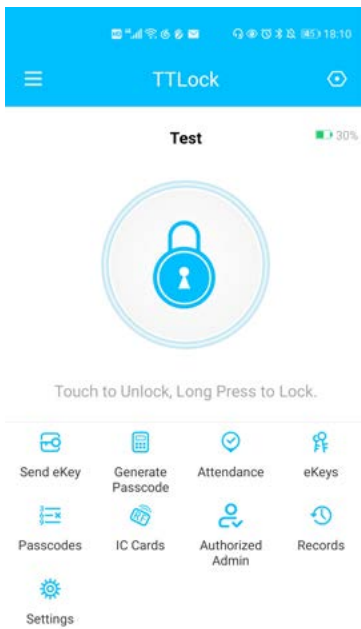 18:10
TTLock
Test
30%
Touch to Unlock, Long Press to Lock.
Send eKey
Generate
Passcode
Attendance
eKeys
Passcodes
IC Cards
Authorized
Admin
Records
Settings